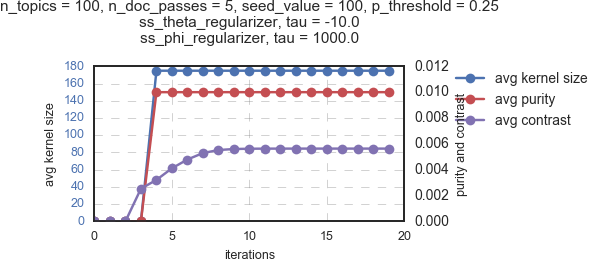 n_topics = 100, n_doc_passes = 5, seed_value = 100, p_threshold = 0.25
ss_theta_regularizer, tau = -10.0
ss_phi_regularizer, tau = 1000.0
180
160
140
120
100
80
60
40
20
0
avg kernel size
0
5
10
15
20
iterations
0.012
0.010
0.008
0.006
0.004
0.002
0.000
purity and contrast
avg kernel size
avg purity
avg contrast